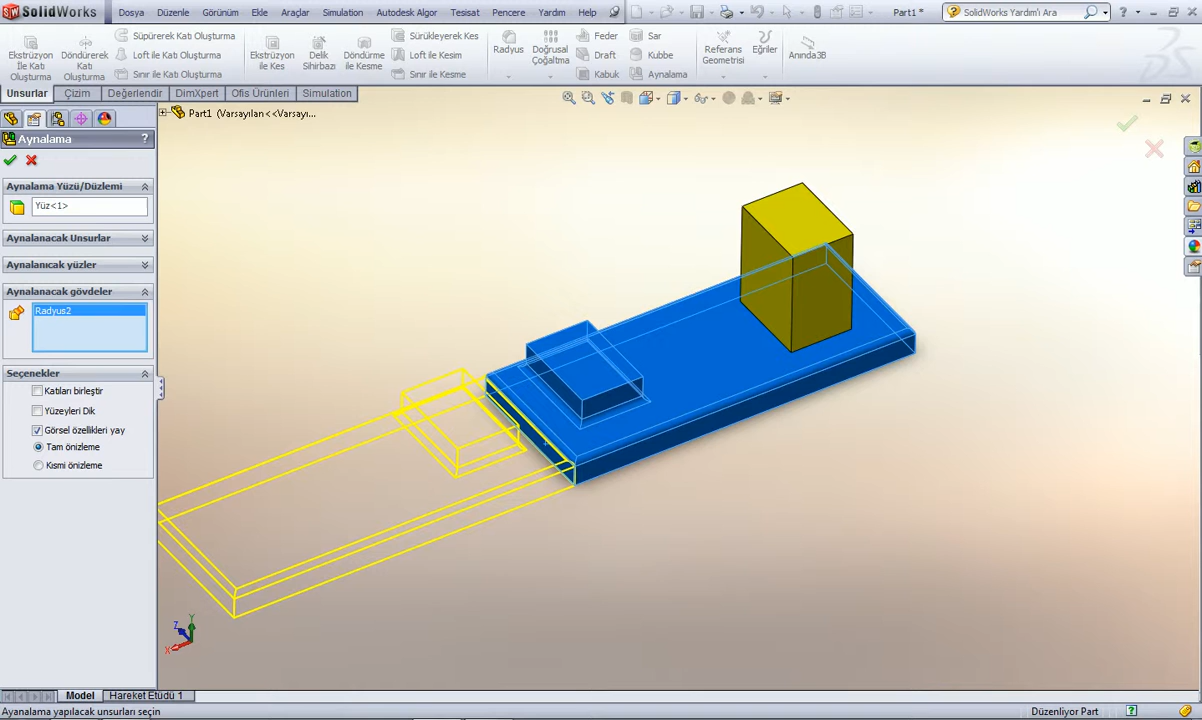 SolidWorks
Dosya Düzenle Görünüm Ekle Araçlar Simulation Autodesk Algor Tesisat Pencere Yardım Help
Part1 *
SolidWorks Yardım'ı Ara
Ekstrüzyon İle Katı Oluşturma
Döndürerek Katı Oluşturma
Süpürerek Katı Oluşturma
Loft ile Katı Oluşturma
Sınır ile Katı Oluşturma
Ekstrüzyon ile Kes
Delik Sihirbazı
Döndürme ile Kesme
Sürükleyerek Kes
Loft ile Kesim
Sınır ile Kesme
Radyus
Doğrusal Çoğaltma
Feder
Draft
Kabuk
Sar
Kubbe
Aynalama
Referans Geometrisi
Eğriler
Anında3B
Unsurlar Çizim Değerlendir DimXpert Ofis Ürünleri Simulation
Part1 (Varsayılan<<Varsayı...
Aynalama ?
Aynalama Yüzü/Düzlemi
Yüz<1>
Aynalanacak Unsurlar
Aynalanıcak yüzler
Aynalanacak gövdeler
Radyus2
Seçenekler
Katıları birleştir
Yüzeyleri Dik
Görsel özellikleri yay
Tam önizleme
Kısmi önizleme
Y
Z
X
Model Hareket Etüdü 1
Ayanalama yapılacak unsurları seçin
Düzenliyor Part